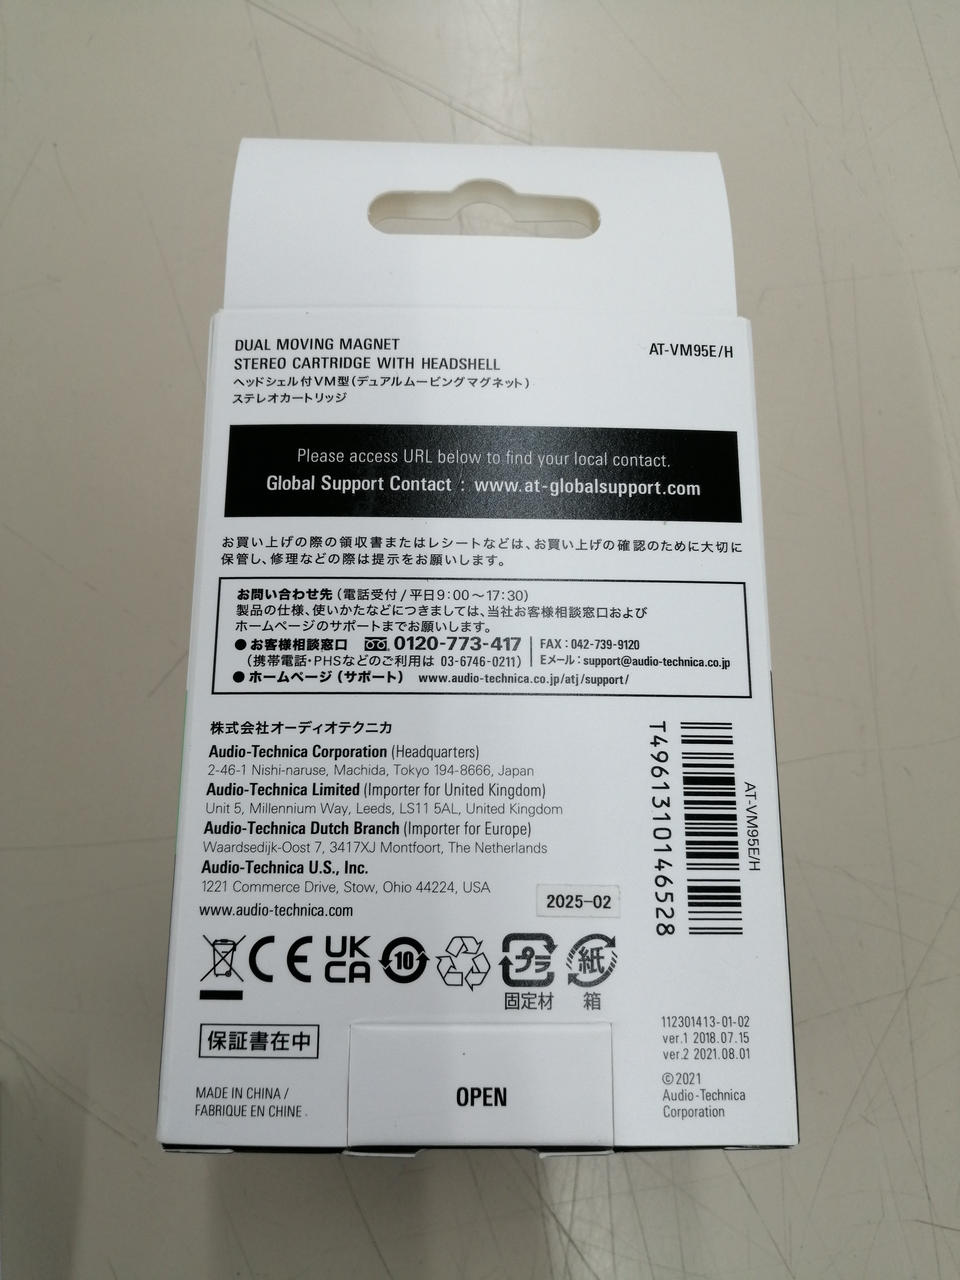 DUAL MOVING MAGNET
STEREO CARTRIDGE WITH HEADSHELL
AT-VM95E/H
ヘッドシェル付VM型(デュアルムービングマグネット)
ステレオカートリッジ
Please access URL below to find your local contact.
Global Support Contact : www.at-globalsupport.com
お買い上げの際の領収書またはレシートなどは、お買い上げの確認のために大切に
保管し、修理などの際は提示をお願いします。
お問い合わせ先(電話受付/平日9:00〜17:30)
製品の仕様、使いかたなどにつきましては、当社お客様相談窓口および
ホームページのサポートまでお願いします。
●お客様相談窓口 0120-773-417 FAX:042-739-9120
(携帯電話・PHSなどのご利用は 03-6746-0211) Eメール:support@audio-technica.co.jp
●ホームページ(サポート) www.audio-technica.co.jp/atj/support/
株式会社オーディオテクニカ
Audio-Technica Corporation (Headquarters)
2-46-1 Nishi-naruse, Machida, Tokyo 194-8666, Japan
Audio-Technica Limited (Importer for United Kingdom)
Unit 5, Millennium Way, Leeds, LS11 5AL, United Kingdom
Audio-Technica Dutch Branch (Importer for Europe)
Waardsedijk-Oost 7, 3417XJ Montfoort, The Netherlands
Audio-Technica U.S., Inc.
1221 Commerce Drive, Stow, Ohio 44224, USA
www.audio-technica.com
2025-02
T4961310146528
AT-VM95E/H
CE UK CA 10 プラ 紙
固定材 箱
保証書在中
MADE IN CHINA /
FABRIQUE EN CHINE .
OPEN
112301413-01-02
ver.1 2018.07.15
ver.2 2021.08.01
©2021
Audio-Technica
Corporation